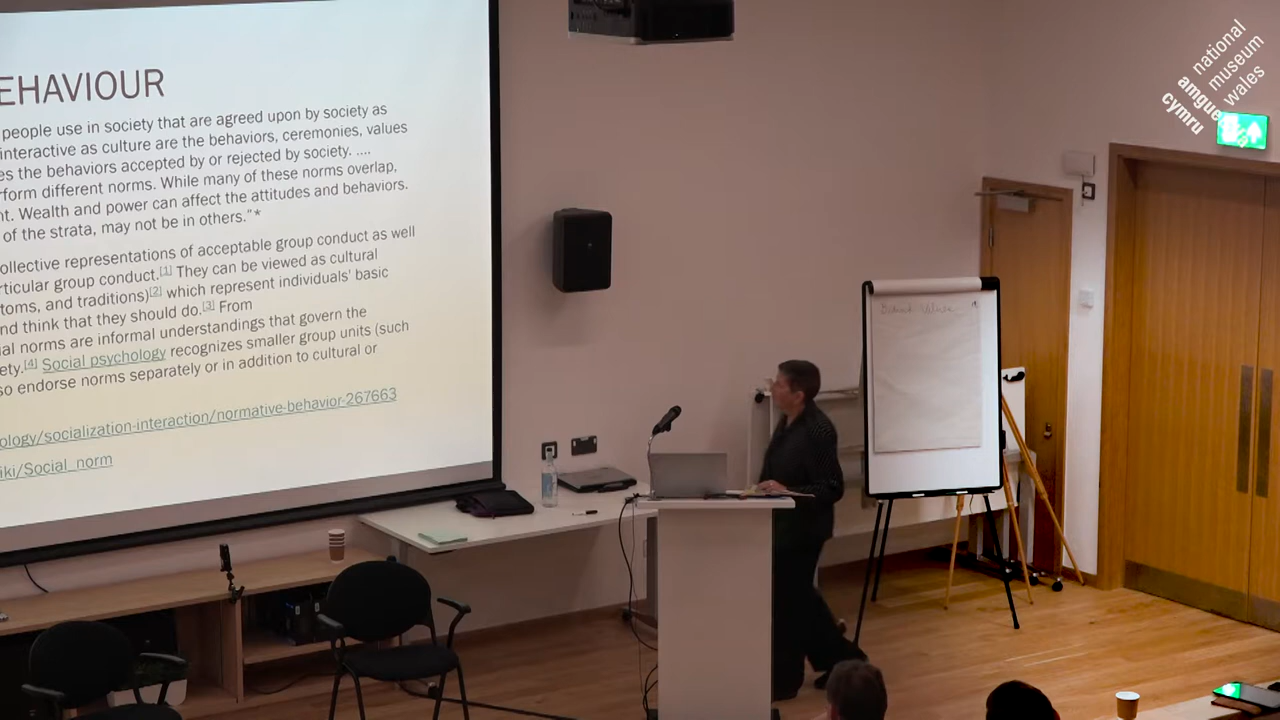 EHAVIOUR
people use in society that are agreed upon by society as
interactive as culture are the behaviors, ceremonies, values
es the behaviors accepted by or rejected by society. ....
rform different norms. While many of these norms overlap,
nt. Wealth and power can affect the attitudes and behaviors.
of the strata, may not be in others."*
ollective representations of acceptable group conduct as well
rticular group conduct.[1] They can be viewed as cultural
toms, and traditions)[2] which represent individuals' basic
nd think that they should do.[3] From
ial norms are informal understandings that govern the
ety.[4] Social psychology recognizes smaller group units (such
so endorse norms separately or in addition to cultural or
ology/socialization-interaction/normative-behavior-267663
iki/Social_norm
national
museum
wales
amgue
cymru